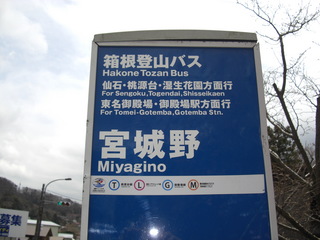 箱根登山バス
Hakone Tozan Bus
仙石・桃源台・湿生花園方面行
For Sengoku,Togendai,Shisseikaen
東名御殿場・御殿場駅方面行
For Tomei-Gotemba,Gotemba Stn.
宮城野
Miyagino
T L G M
募集